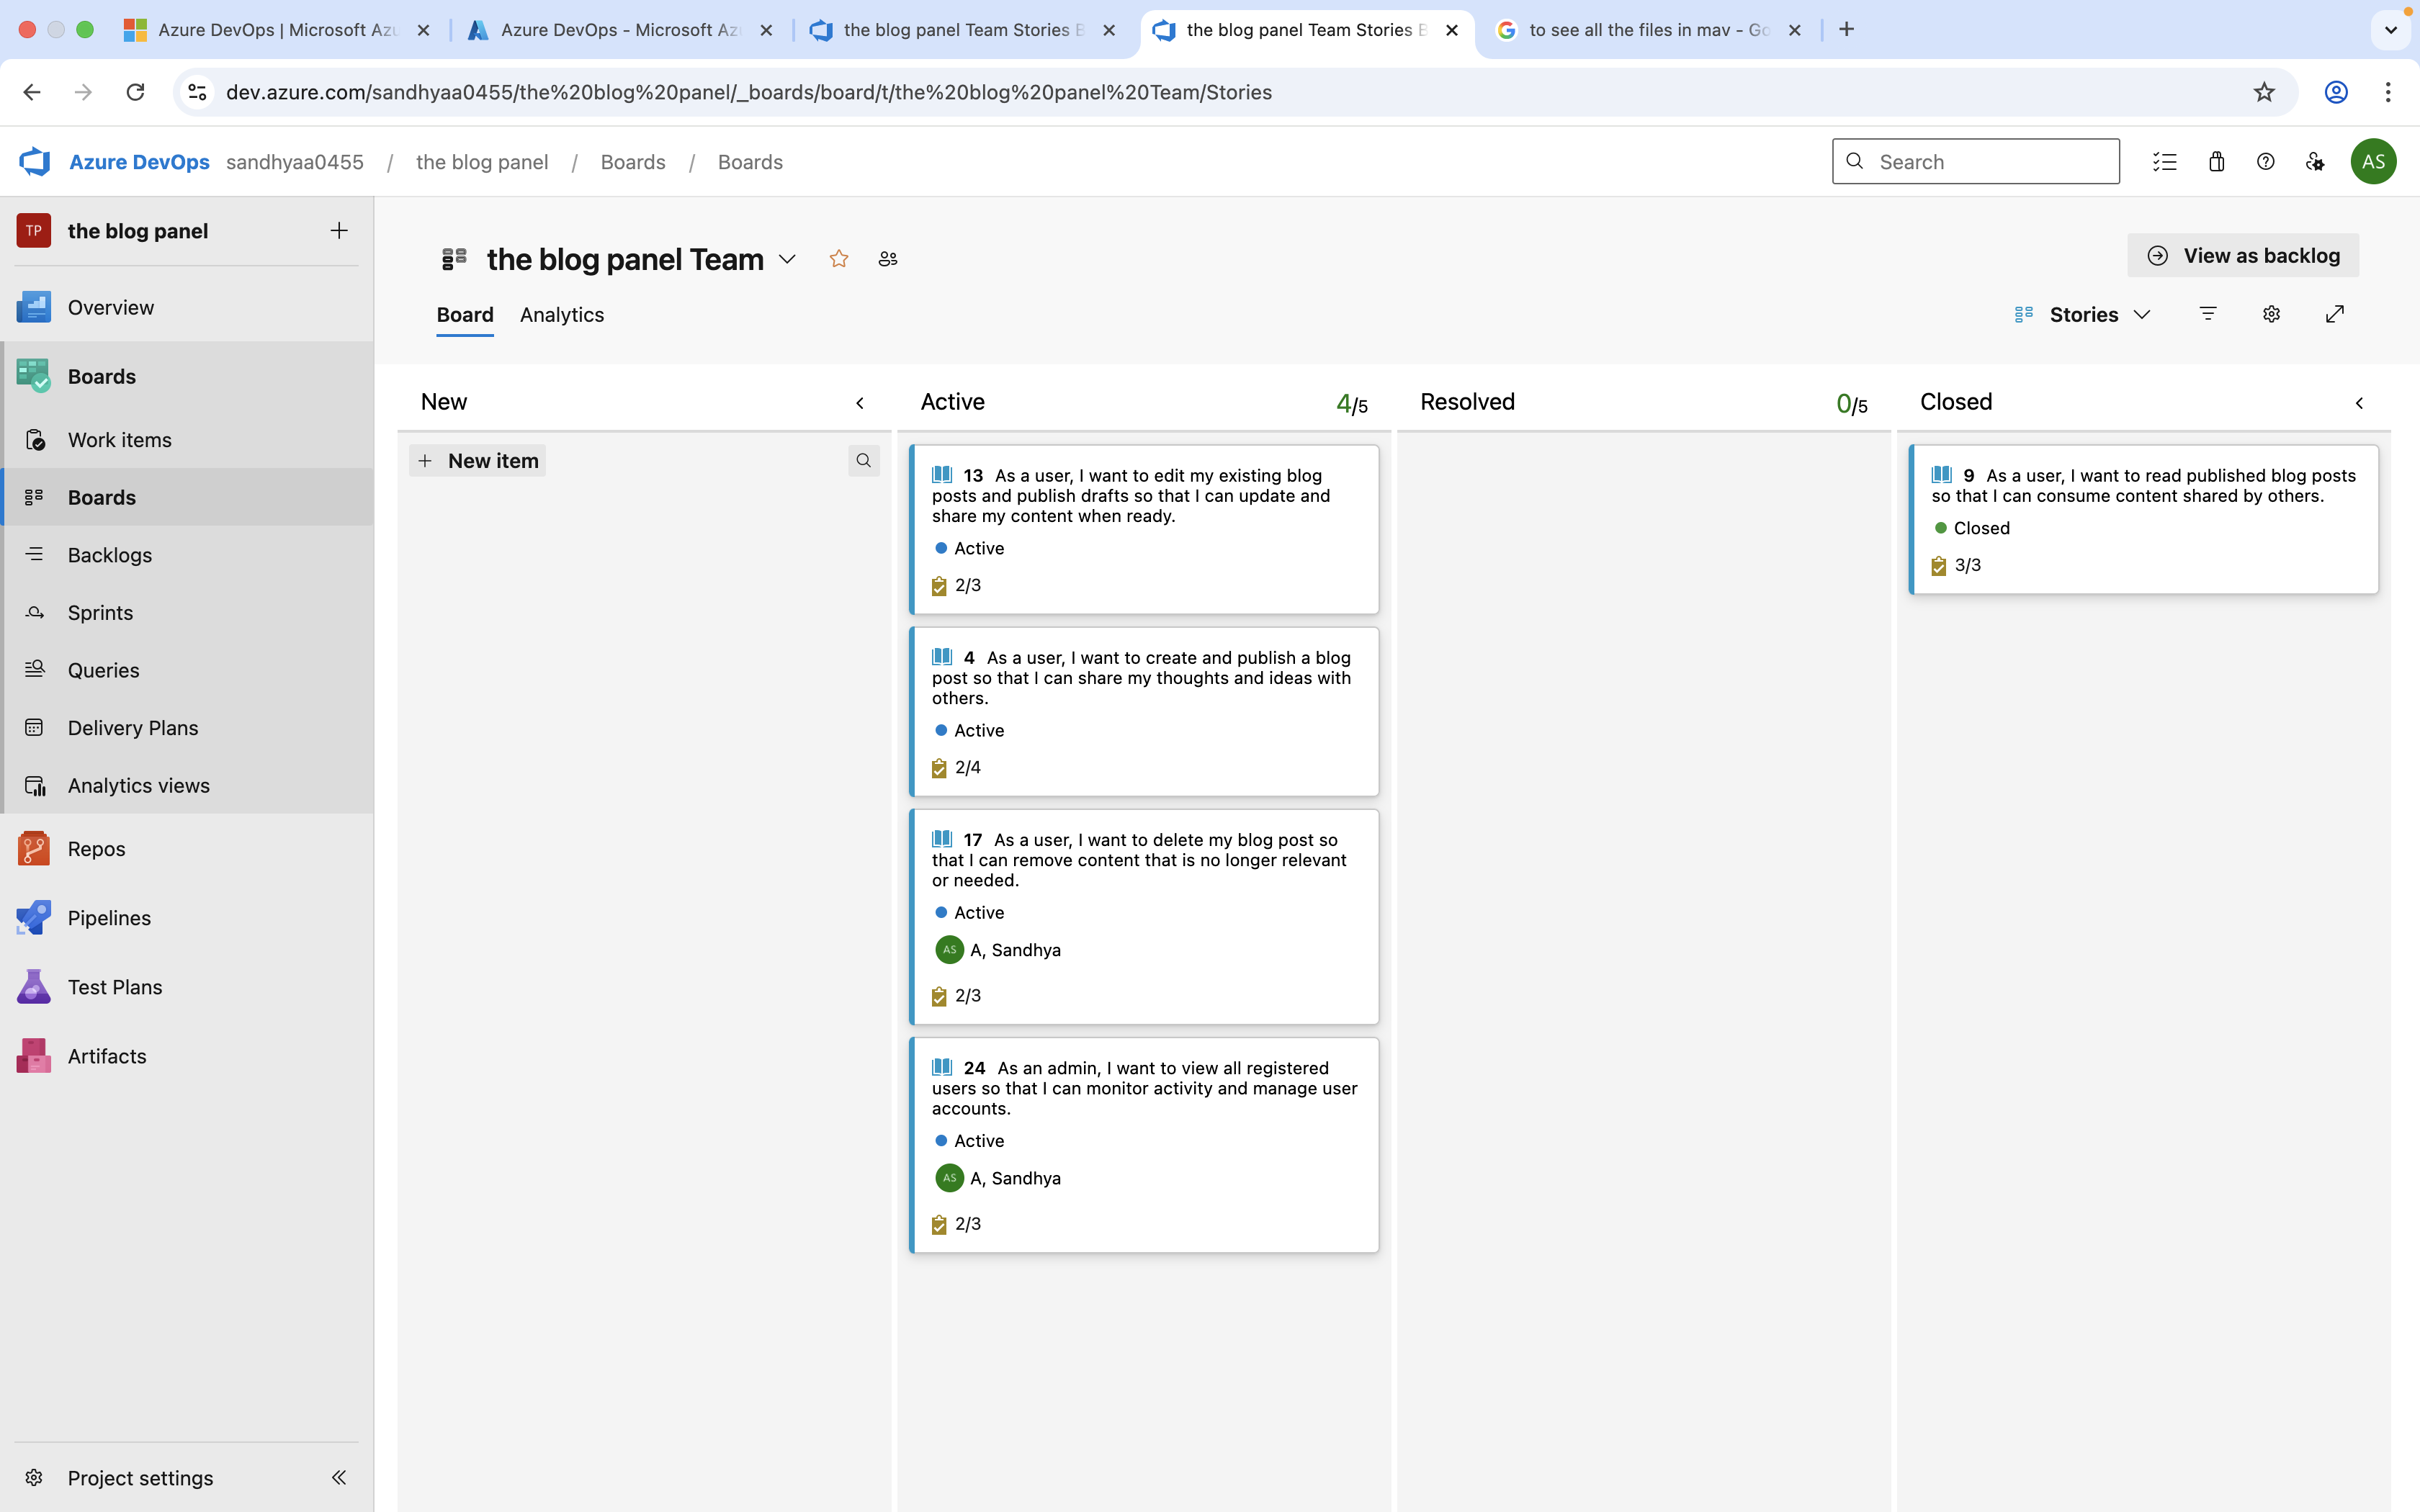 Azure DevOps | Microsoft Azu
Azure DevOps - Microsoft Azu
the blog panel Team Stories B
the blog panel Team Stories B
to see all the files in mav - Go
dev.azure.com/sandhyaa0455/the%20blog%20panel/_boards/board/t/the%20blog%20panel%20Team/Stories
Azure DevOps sandhyaa0455 / the blog panel / Boards / Boards
Search
AS
TP the blog panel
Overview
Boards
Work items
Boards
Backlogs
Sprints
Queries
Delivery Plans
Analytics views
Repos
Pipelines
Test Plans
Artifacts
Project settings
the blog panel Team
View as backlog
Board Analytics
Stories
New
New item
Active 4/5
13 As a user, I want to edit my existing blog
posts and publish drafts so that I can update and
share my content when ready.
Active
2/3
4 As a user, I want to create and publish a blog
post so that I can share my thoughts and ideas with
others.
Active
2/4
17 As a user, I want to delete my blog post so
that I can remove content that is no longer relevant
or needed.
Active
AS A, Sandhya
2/3
24 As an admin, I want to view all registered
users so that I can monitor activity and manage user
accounts.
Active
AS A, Sandhya
2/3
Resolved 0/5
Closed
9 As a user, I want to read published blog posts
so that I can consume content shared by others.
Closed
3/3